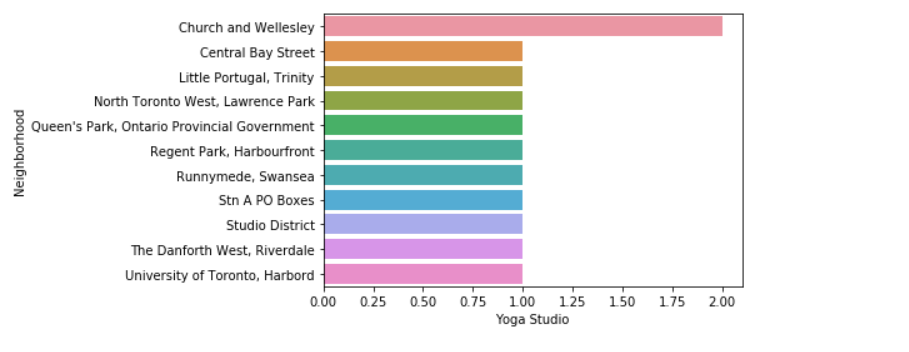 Church and Wellesley
Central Bay Street
Little Portugal, Trinity
North Toronto West, Lawrence Park
Queen's Park, Ontario Provincial Government
Regent Park, Harbourfront
Runnymede, Swansea
Stn A PO Boxes
Studio District
The Danforth West, Riverdale
University of Toronto, Harbord
Neighborhood
0.00 0.25 0.50 0.75 1.00 1.25 1.50 1.75 2.00
Yoga Studio